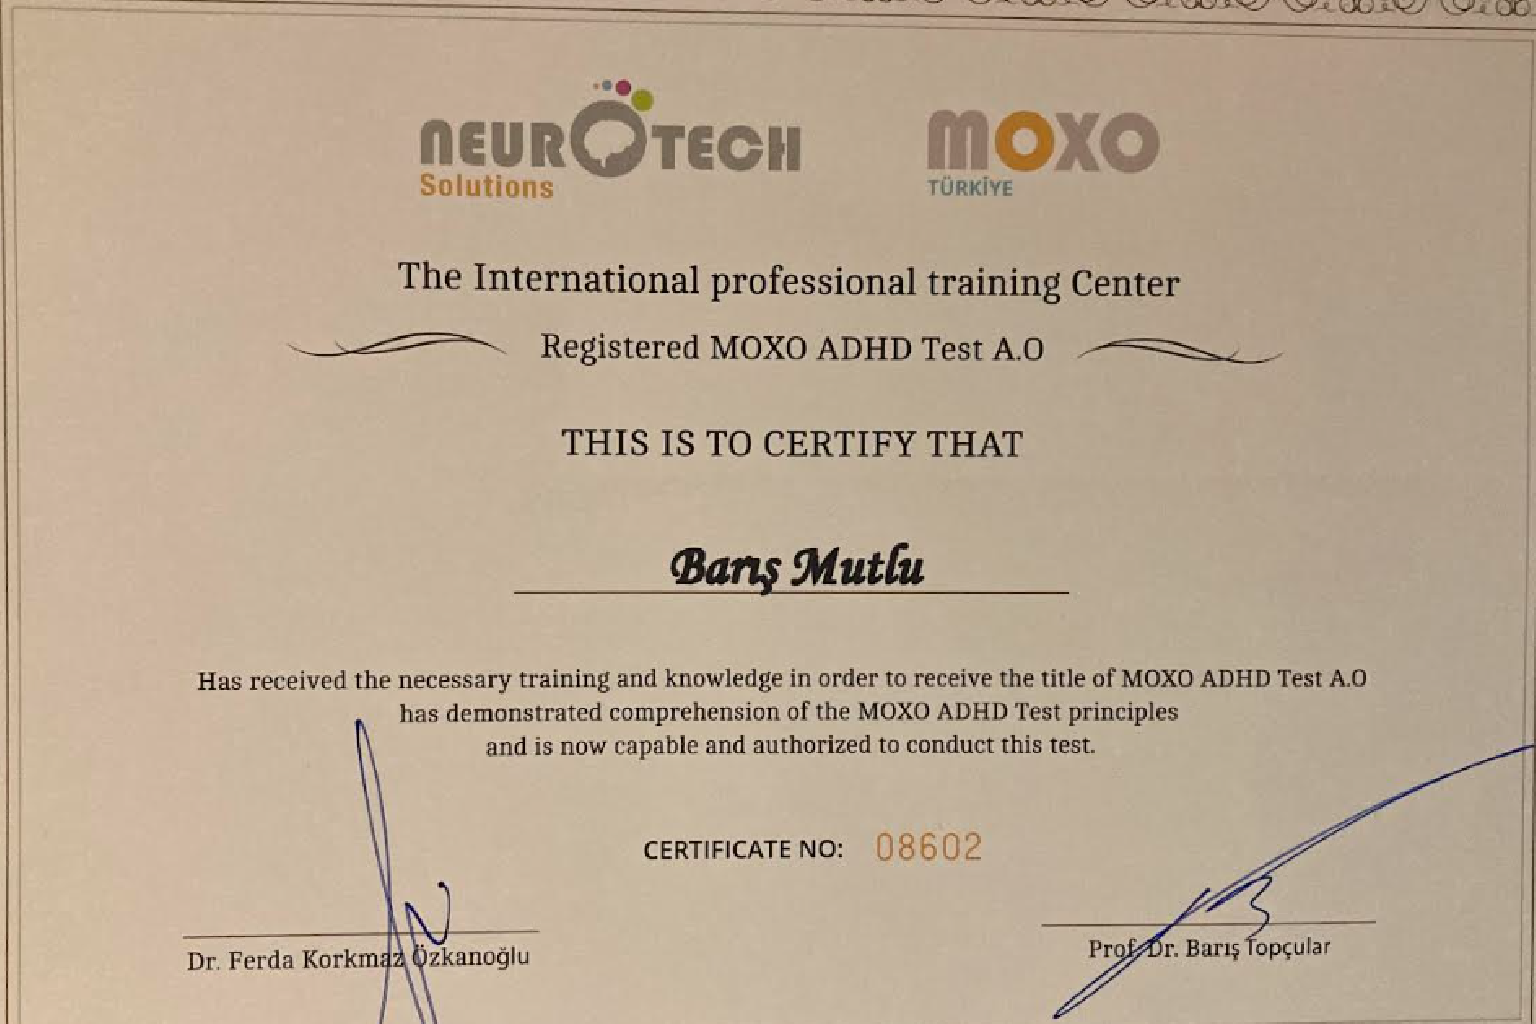 NEUROTECH
Solutions
MOXO
TÜRKİYE
The International professional training Center
Registered MOXO ADHD Test A.O
THIS IS TO CERTIFY THAT
Barış Mutlu
Has received the necessary training and knowledge in order to receive the title of MOXO ADHD Test A.O
has demonstrated comprehension of the MOXO ADHD Test principles
and is now capable and authorized to conduct this test.
CERTIFICATE NO: 08602
Dr. Ferda Korkmaz Özkanoğlu
Prof. Dr. Barış Topçular